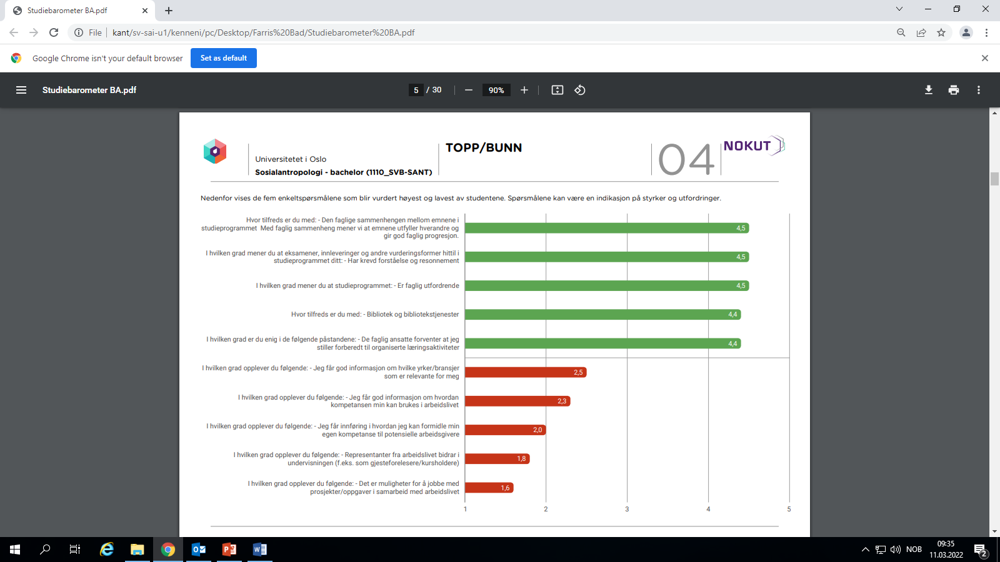 Studiebarometer BA.pdf
File | kant/sv-sai-u1/kenneni/pc/Desktop/Farris%20Bad/Studiebarometer%20BA.pdf
Google Chrome isn't your default browser
Set as default
Studiebarometer BA.pdf
5 / 30
90%
Universitetet i Oslo
Sosialantropologi - bachelor (1110_SVB-SANT)
TOPP/BUNN
04
NOKUT
Nedenfor vises de fem enkeltspørsmålene som blir vurdert høyest og lavest av studentene. Spørsmålene kan være en indikasjon på styrker og utfordringer.
Hvor tilfreds er du med: - Den faglige sammenhengen mellom emnene i
studieprogrammet Med faglig sammenheng mener vi at emnene utfyller hverandre og
gir god faglig progresjon.
4,5
I hvilken grad mener du at eksamener, innleveringer og andre vurderingsformer hittil i
studieprogrammet ditt: - Har krevd forståelse og resonnement
4,5
I hvilken grad mener du at studieprogrammet: - Er faglig utfordrende
4,5
Hvor tilfreds er du med: - Bibliotek og bibliotekstjenester
4,4
I hvilken grad er du enig i de følgende påstandene: - De faglig ansatte forventer at jeg
stiller forberedt til organiserte læringsaktiviteter
4,4
I hvilken grad opplever du følgende: - Jeg får god informasjon om hvilke yrker/bransjer
som er relevante for meg
2,5
I hvilken grad opplever du følgende: - Jeg får god informasjon om hvordan
kompetansen min kan brukes i arbeidslivet
2,3
I hvilken grad opplever du følgende: - Jeg får innføring i hvordan jeg kan formidle min
egen kompetanse til potensielle arbeidsgivere
2,0
I hvilken grad opplever du følgende: - Representanter fra arbeidslivet bidrar i
undervisningen (f.eks. som gjesteforelesere/kursholdere)
1,8
I hvilken grad opplever du følgende: - Det er muligheter for å jobbe med
prosjekter/oppgaver i samarbeid med arbeidslivet
1,6
1 2 3 4 5
NOB
09:35
11.03.2022
2